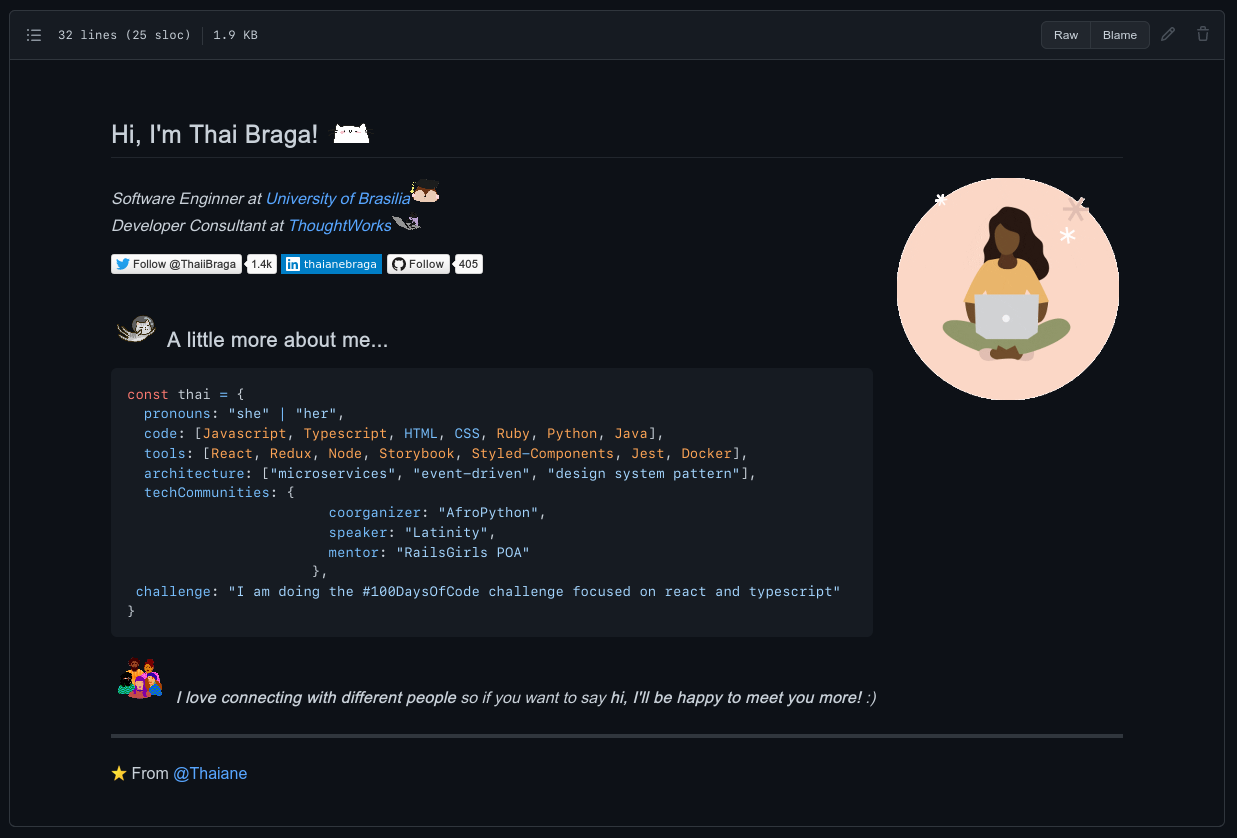 32 lines (25 sloc) 1.9 KB Raw Blame
Hi, I'm Thai Braga!
Software Enginner at University of Brasilia
Developer Consultant at ThoughtWorks
Follow @ThaiiBraga 1.4k in thaianebraga Follow 405
A little more about me...
const thai = {
  pronouns: "she" | "her",
  code: [Javascript, Typescript, HTML, CSS, Ruby, Python, Java],
  tools: [React, Redux, Node, Storybook, Styled-Components, Jest, Docker],
  architecture: ["microservices", "event-driven", "design system pattern"],
  techCommunities: {
                        coorganizer: "AfroPython",
                        speaker: "Latinity",
                        mentor: "RailsGirls POA"
                      },
 challenge: "I am doing the #100DaysOfCode challenge focused on react and typescript"
}
I love connecting with different people so if you want to say hi, I'll be happy to meet you more! :)
⭐ From @Thaiane